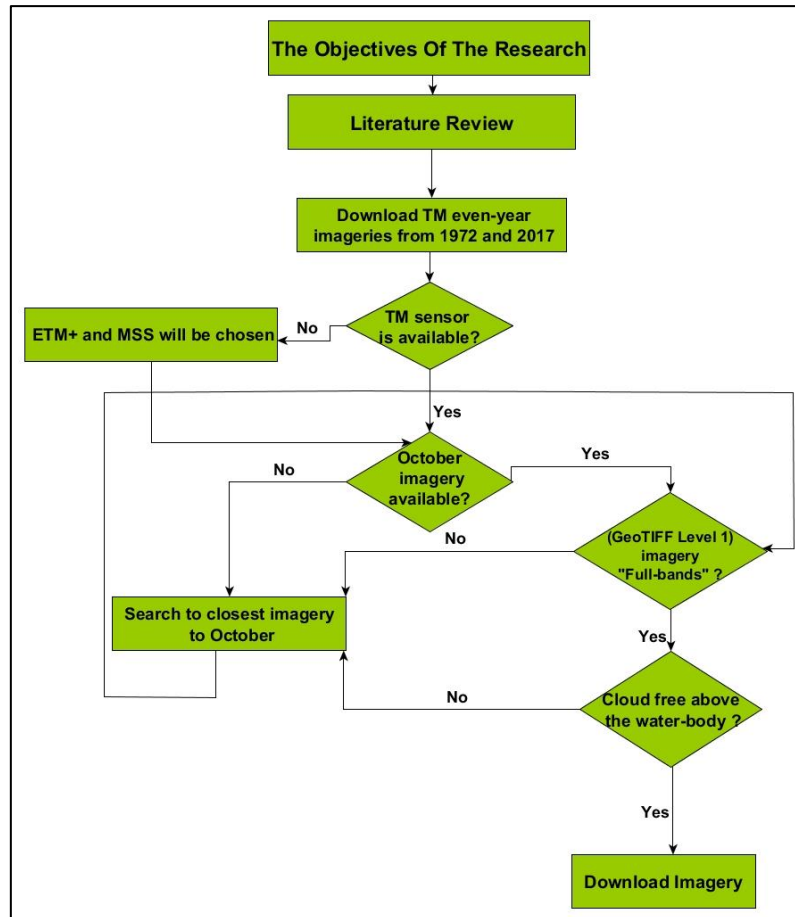 The Objectives Of The Research
Literature Review
Download TM even-year
imageries from 1972 and 2017
TM sensor
is available?
No
ETM+ and MSS will be chosen
Yes
October
imagery
available?
No
Yes
(GeoTIFF Level 1)
imagery
"Full-bands" ?
No
Search to closest imagery
to October
Yes
Cloud free above
the water-body ?
No
Yes
Download Imagery